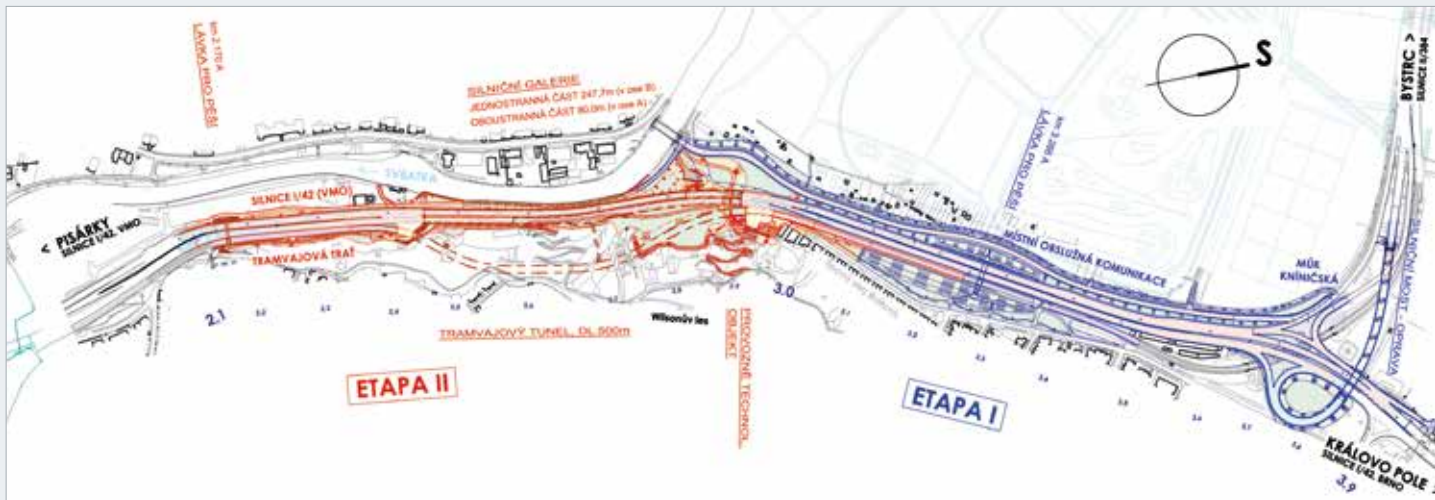 km 2.170 A
LÁVKA PRO PĚŠÍ
SILNIČNÍ GALERIE
JEDNOSTRANNÁ ČÁST 247,7m (v ose B)
OBOUSTRANNÁ ČÁST 90,0m (v ose A)
S
BYSTRC >
SILNICE II/384
km 3.269 A
LÁVKA PRO PĚŠÍ
SVRATKA
SILNICE I/42 (VMO)
< PISÁRKY
SILNICE I/42, VMO
TRAMVAJOVÁ TRAŤ
MÍSTNÍ OBSLUŽNÁ KOMUNIKACE
MÚK
KNÍNIČSKÁ
SILNIČNÍ MOST - OPRAVA
2.1
3.0
Wilsonův les
TRAMVAJOVÝ TUNEL, DL. 500m
PROVOZNĚ TECHNOL.
OBJEKT
ETAPA II
ETAPA I
KRÁLOVO POLE >
SILNICE I/42, BRNO
3.9